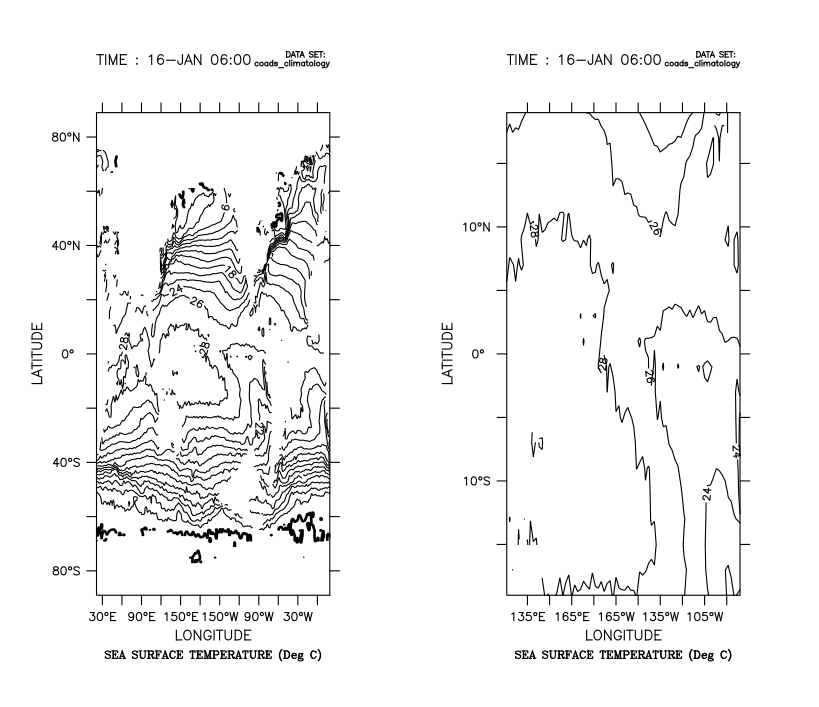 TIME : 16-JAN 06:00
DATA SET:
coads_climatology
80°N
40°N
0°
40°S
80°S
LATITUDE
30°E 90°E 150°E 150°W 90°W 30°W
LONGITUDE
SEA SURFACE TEMPERATURE (Deg C)
6
18
24
26
28
28
22
TIME : 16-JAN 06:00
DATA SET:
coads_climatology
10°N
0°
10°S
LATITUDE
135°E 165°E 165°W 135°W 105°W
LONGITUDE
SEA SURFACE TEMPERATURE (Deg C)
28
26
28
26
24
24